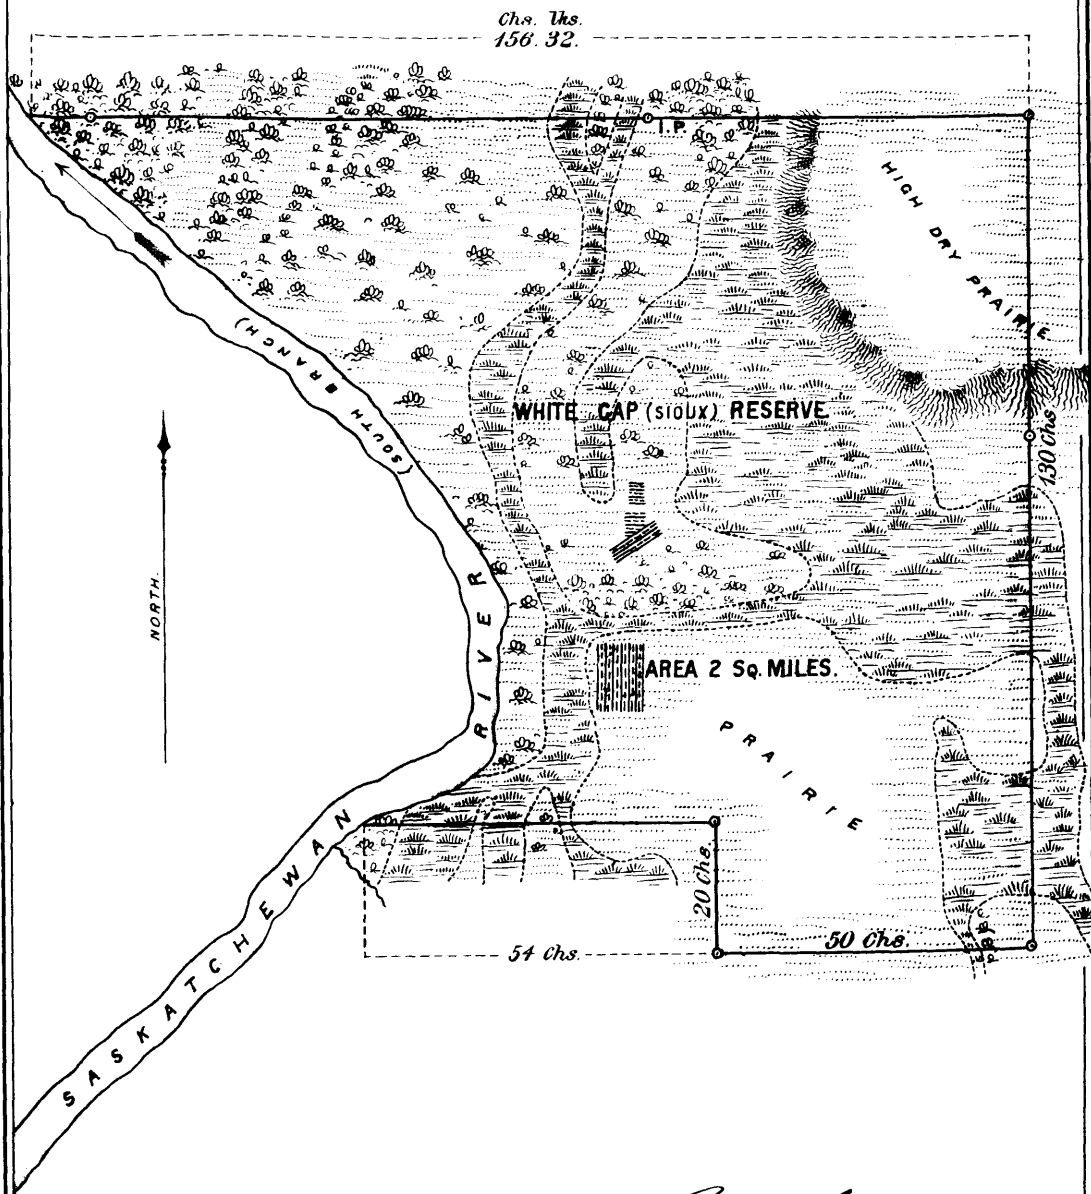 Chs. lks.
156. 32.
I.P.
HIGH DRY PRAIRIE
(SOUTH BRANCH)
WHITE CAP (SIOUX) RESERVE
130 Chs
NORTH
RIVER
AREA 2 SQ. MILES.
PRAIRIE
20 Chs.
54 Chs.
50 Chs.
SASKATCHEWAN